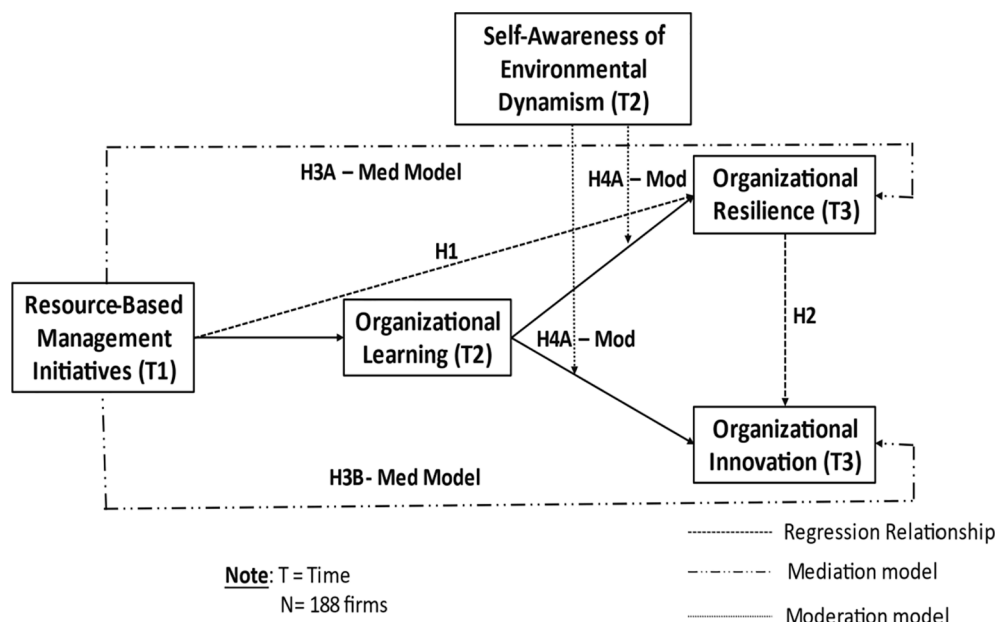 Self-Awareness of
Environmental
Dynamism (T2)
H3A – Med Model
H4A – Mod
Organizational
Resilience (T3)
H1
Resource-Based
Management
Initiatives (T1)
Organizational
Learning (T2)
H4A – Mod
H2
Organizational
Innovation (T3)
H3B- Med Model
Regression Relationship
Mediation model
Moderation model
Note: T = Time
N= 188 firms